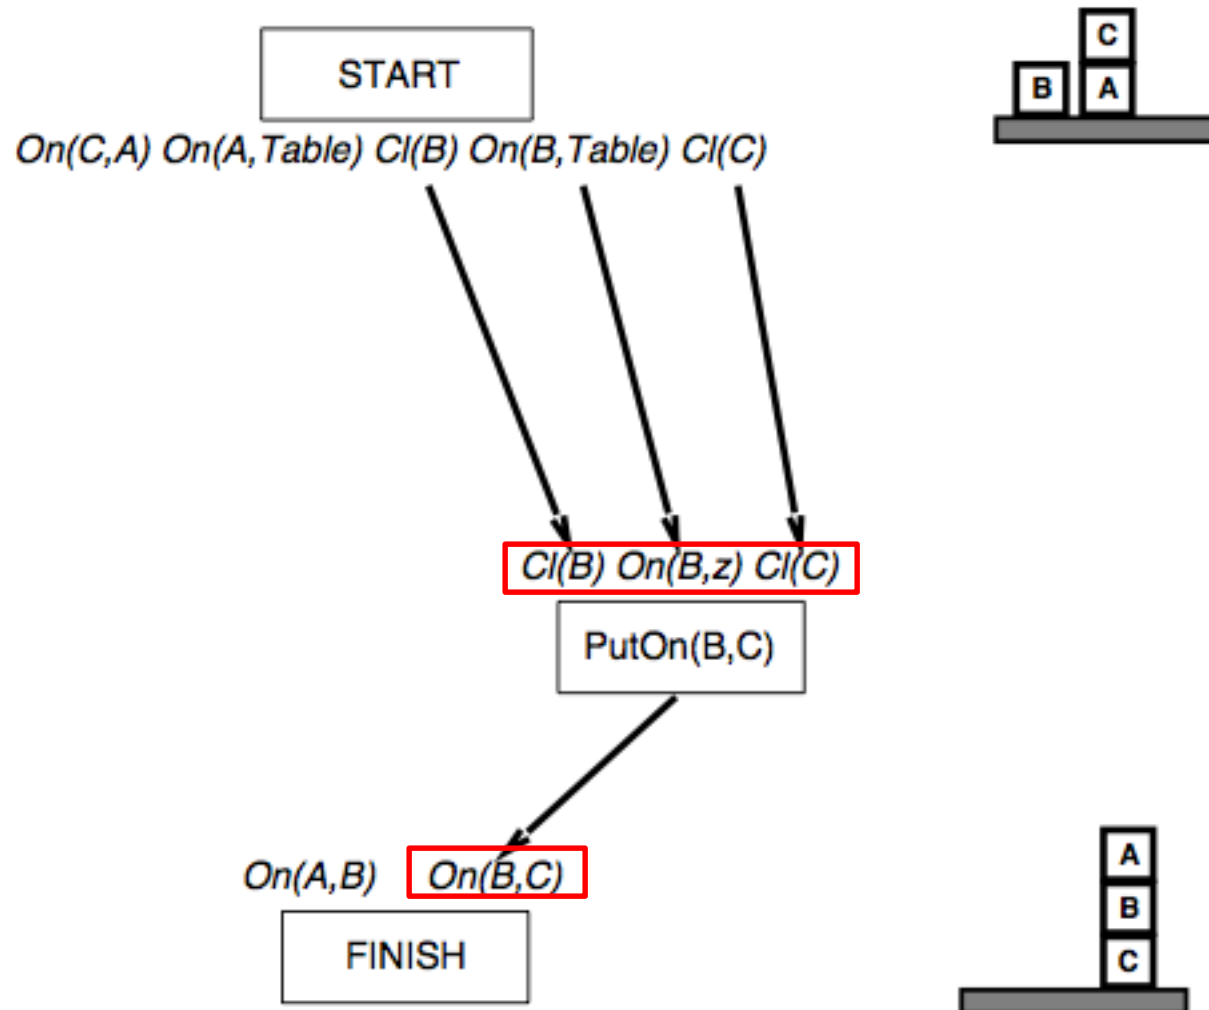 C
B A
START
On(C,A) On(A,Table) Cl(B) On(B,Table) Cl(C)
Cl(B) On(B,z) Cl(C)
PutOn(B,C)
A
On(A,B) On(B,C)
B
FINISH
C